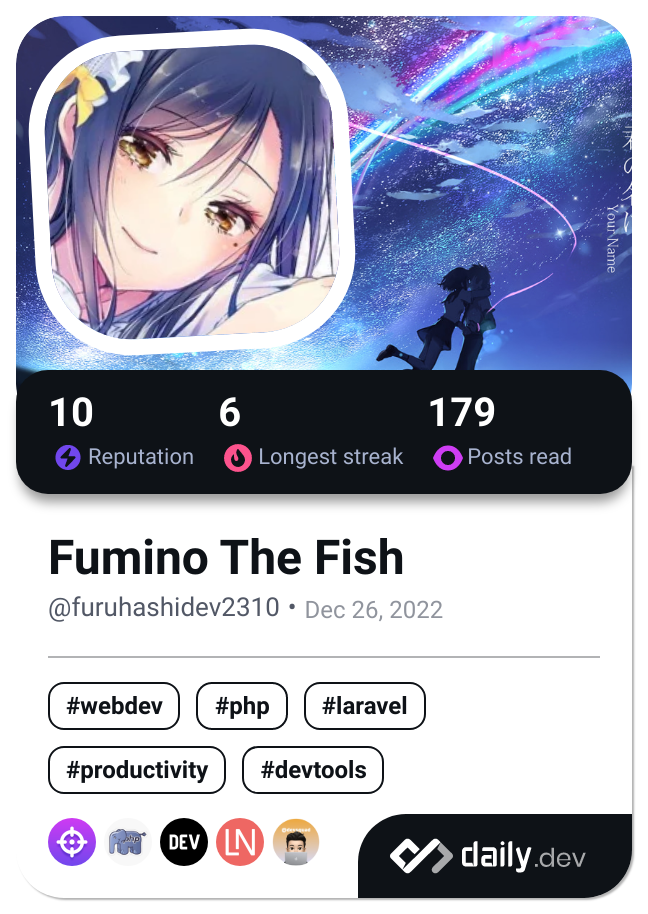 Your Name
10
6
179
Reputation
Longest streak
Posts read
Fumino The Fish
@furuhashidev2310 • Dec 26, 2022
#webdev
#php
#laravel
#productivity
#devtools
php
DEV
LN
daily.dev